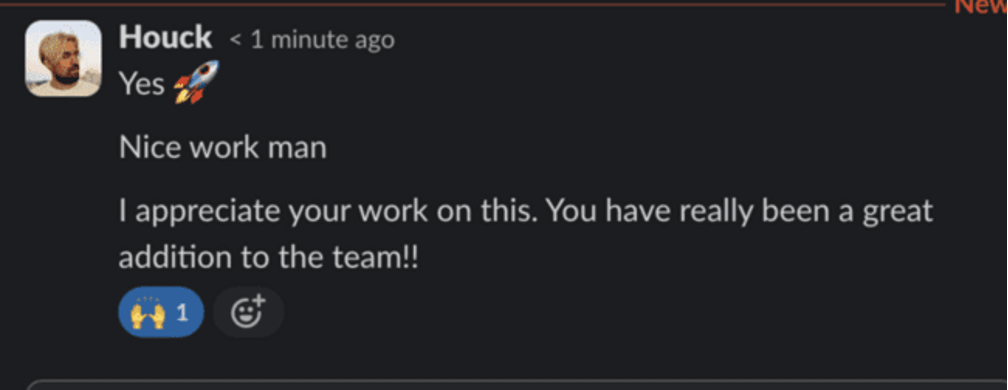 New
Houck < 1 minute ago
Yes 🚀
Nice work man
I appreciate your work on this. You have really been a great
addition to the team!!
🙌 1